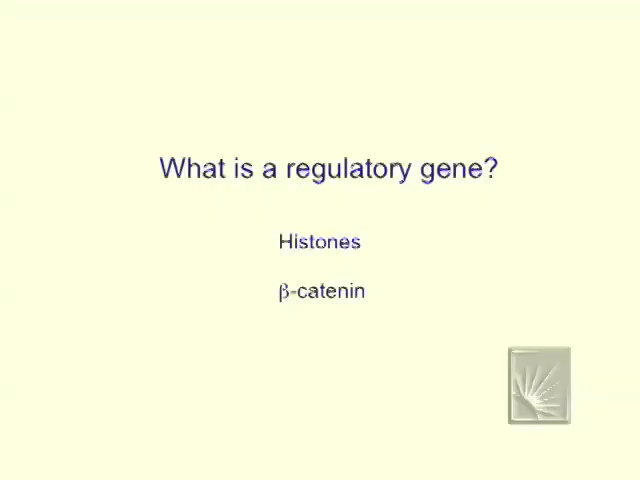 What is a regulatory gene?
Histones
β-catenin